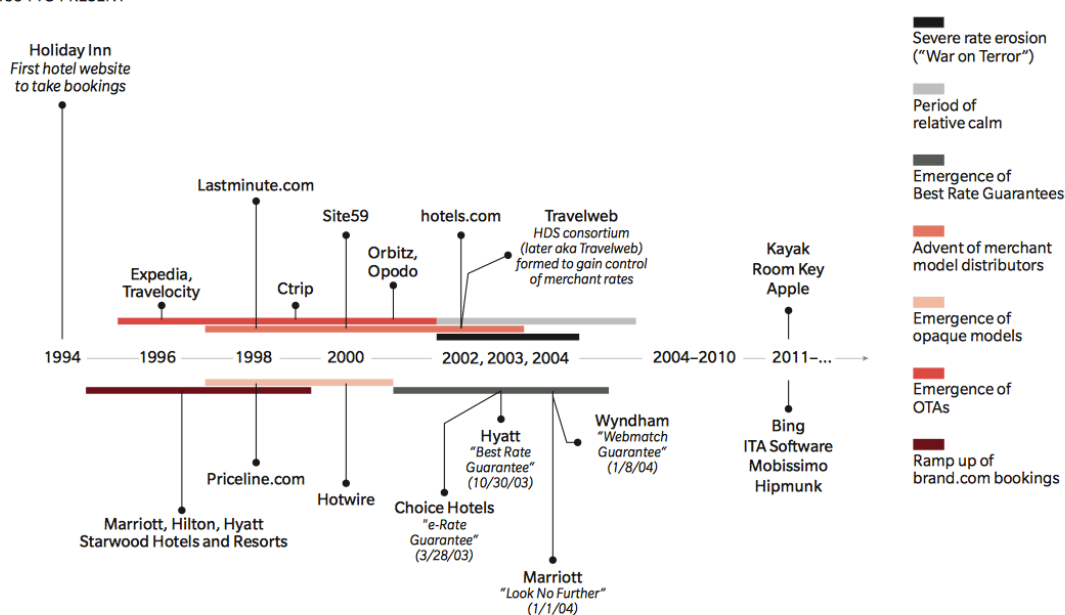 Holiday Inn
First hotel website
to take bookings
Lastminute.com
Site59
hotels.com
Travelweb
HDS consortium
(later aka Travelweb)
formed to gain control
of merchant rates
Orbitz,
Opodo
Expedia,
Travelocity
Ctrip
Kayak
Room Key
Apple
1994
1996
1998
2000
2002, 2003, 2004
2004–2010
2011–...
Priceline.com
Hotwire
Marriott, Hilton, Hyatt
Starwood Hotels and Resorts
Hyatt
“Best Rate
Guarantee”
(10/30/03)
Choice Hotels
"e-Rate
Guarantee”
(3/28/03)
Wyndham
“Webmatch
Guarantee”
(1/8/04)
Marriott
“Look No Further”
(1/1/04)
Bing
ITA Software
Mobissimo
Hipmunk
Severe rate erosion
(“War on Terror”)
Period of
relative calm
Emergence of
Best Rate Guarantees
Advent of merchant
model distributors
Emergence of
opaque models
Emergence of
OTAs
Ramp up of
brand.com bookings